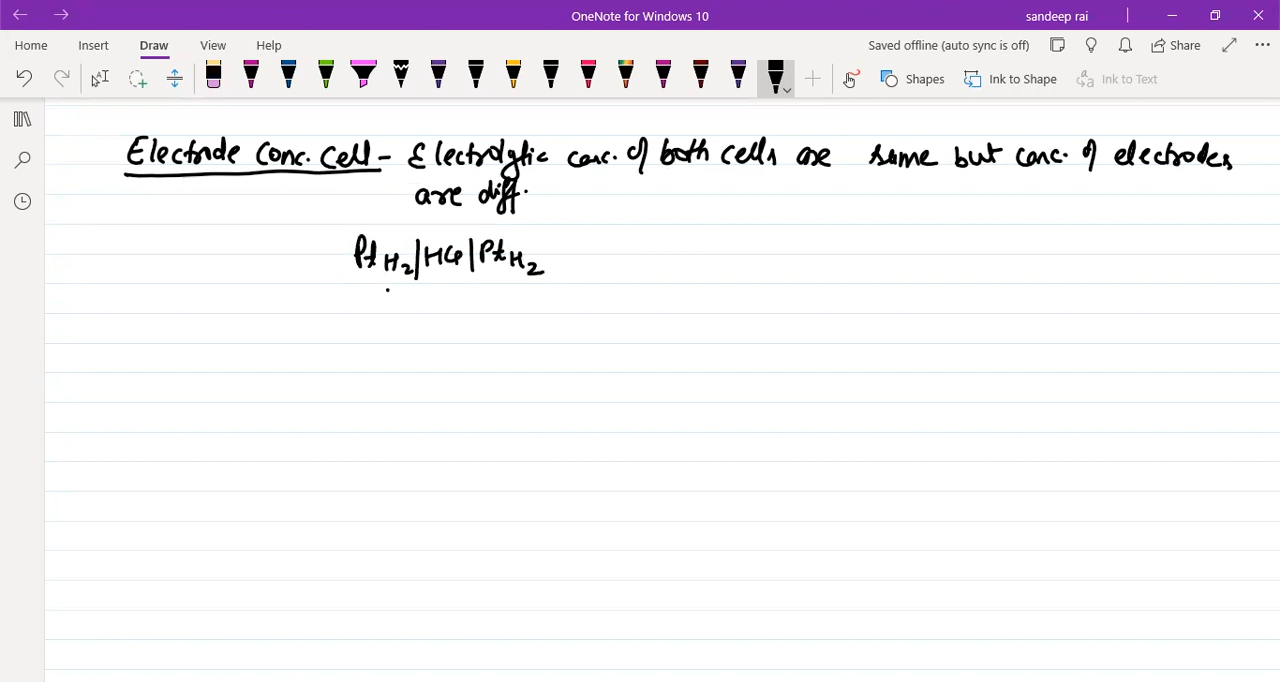 OneNote for Windows 10
sandeep rai
Home Insert Draw View Help
Saved offline (auto sync is off) Share
Shapes Ink to Shape Ink to Text
Electrode Conc. Cell - Electrolytic conc. of both cells are same but conc. of electrodes
are diff.
Pt H2 | HCl | Pt H2